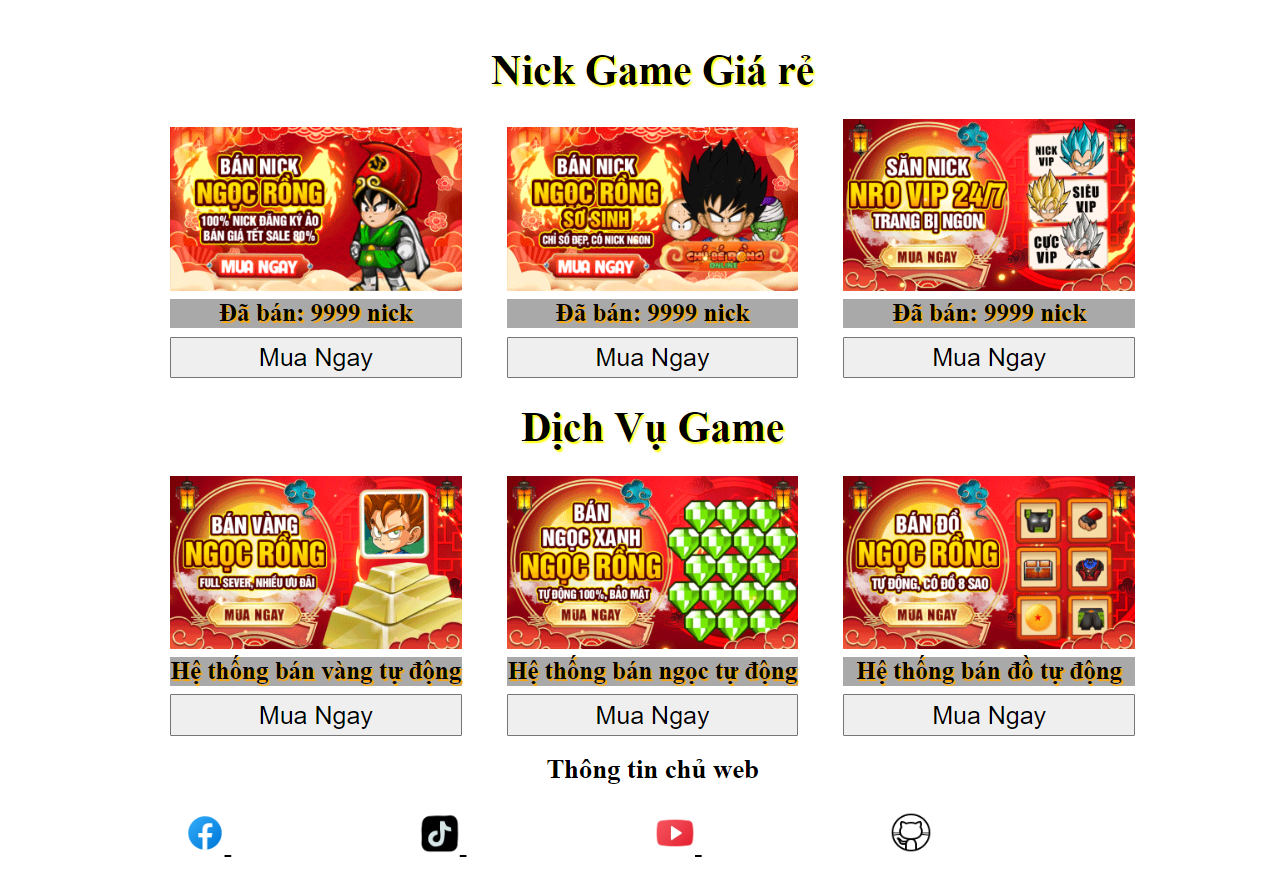 Nick Game Giá rẻ
BÁN NICK
NGỌC RỒNG
100% NICK ĐĂNG KÝ ẢO
BÁN GIÁ TẾT SALE 80%
MUA NGAY
BÁN NICK
NGỌC RỒNG
SƠ SINH
CHỈ SỐ ĐẸP, CÓ NICK NGON
MUA NGAY
CHÚ BÉ RỒNG
ONLINE
SĂN NICK
NRO VIP 24/7
TRANG BỊ NGON
MUA NGAY
NICK
VIP
SIÊU
VIP
CỰC
VIP
Đã bán: 9999 nick
Đã bán: 9999 nick
Đã bán: 9999 nick
Mua Ngay
Mua Ngay
Mua Ngay
Dịch Vụ Game
BÁN VÀNG
NGỌC RỒNG
FULL SEVER, NHIỀU ƯU ĐÃI
MUA NGAY
BÁN
NGỌC XANH
NGỌC RỒNG
TỰ ĐỘNG 100%, BẢO MẬT
MUA NGAY
BÁN ĐỒ
NGỌC RỒNG
TỰ ĐỘNG, CÓ ĐỒ 8 SAO
MUA NGAY
Hệ thống bán vàng tự động
Hệ thống bán ngọc tự động
Hệ thống bán đồ tự động
Mua Ngay
Mua Ngay
Mua Ngay
Thông tin chủ web